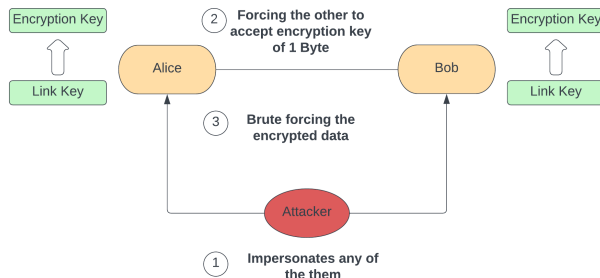 Encryption Key
Link Key
2
Forcing the other to
accept encryption key
of 1 Byte
Alice
Bob
Encryption Key
Link Key
3
Brute forcing the
encrypted data
Attacker
1
Impersonates any of
the them